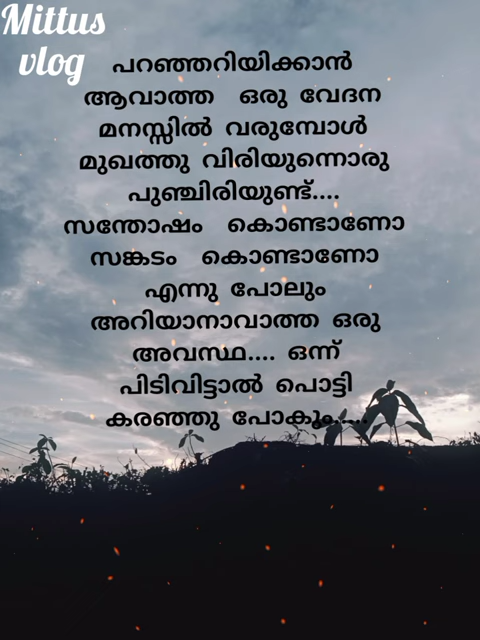 Mittus
vlog
പറഞ്ഞറിയിക്കാൻ
ആവാത്ത ഒരു വേദന
മനസ്സിൽ വരുമ്പോൾ
മുഖത്തു വിരിയുന്നൊരു
പുഞ്ചിരിയുണ്ട്....
സന്തോഷം കൊണ്ടാണോ
സങ്കടം കൊണ്ടാണോ
എന്നു പോലും
അറിയാനാവാത്ത ഒരു
അവസ്ഥ.... ഒന്ന്
പിടിവിട്ടാൽ പൊട്ടി
കരഞ്ഞു പോകും.....